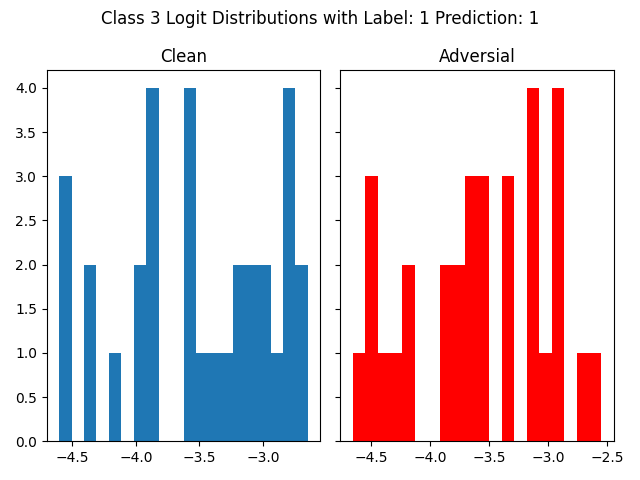 Class 3 Logit Distributions with Label: 1 Prediction: 1
Clean
Adversial
4.0
3.5
3.0
2.5
2.0
1.5
1.0
0.5
0.0
−4.5 −4.0 −3.5 −3.0
−4.5 −4.0 −3.5 −3.0 −2.5